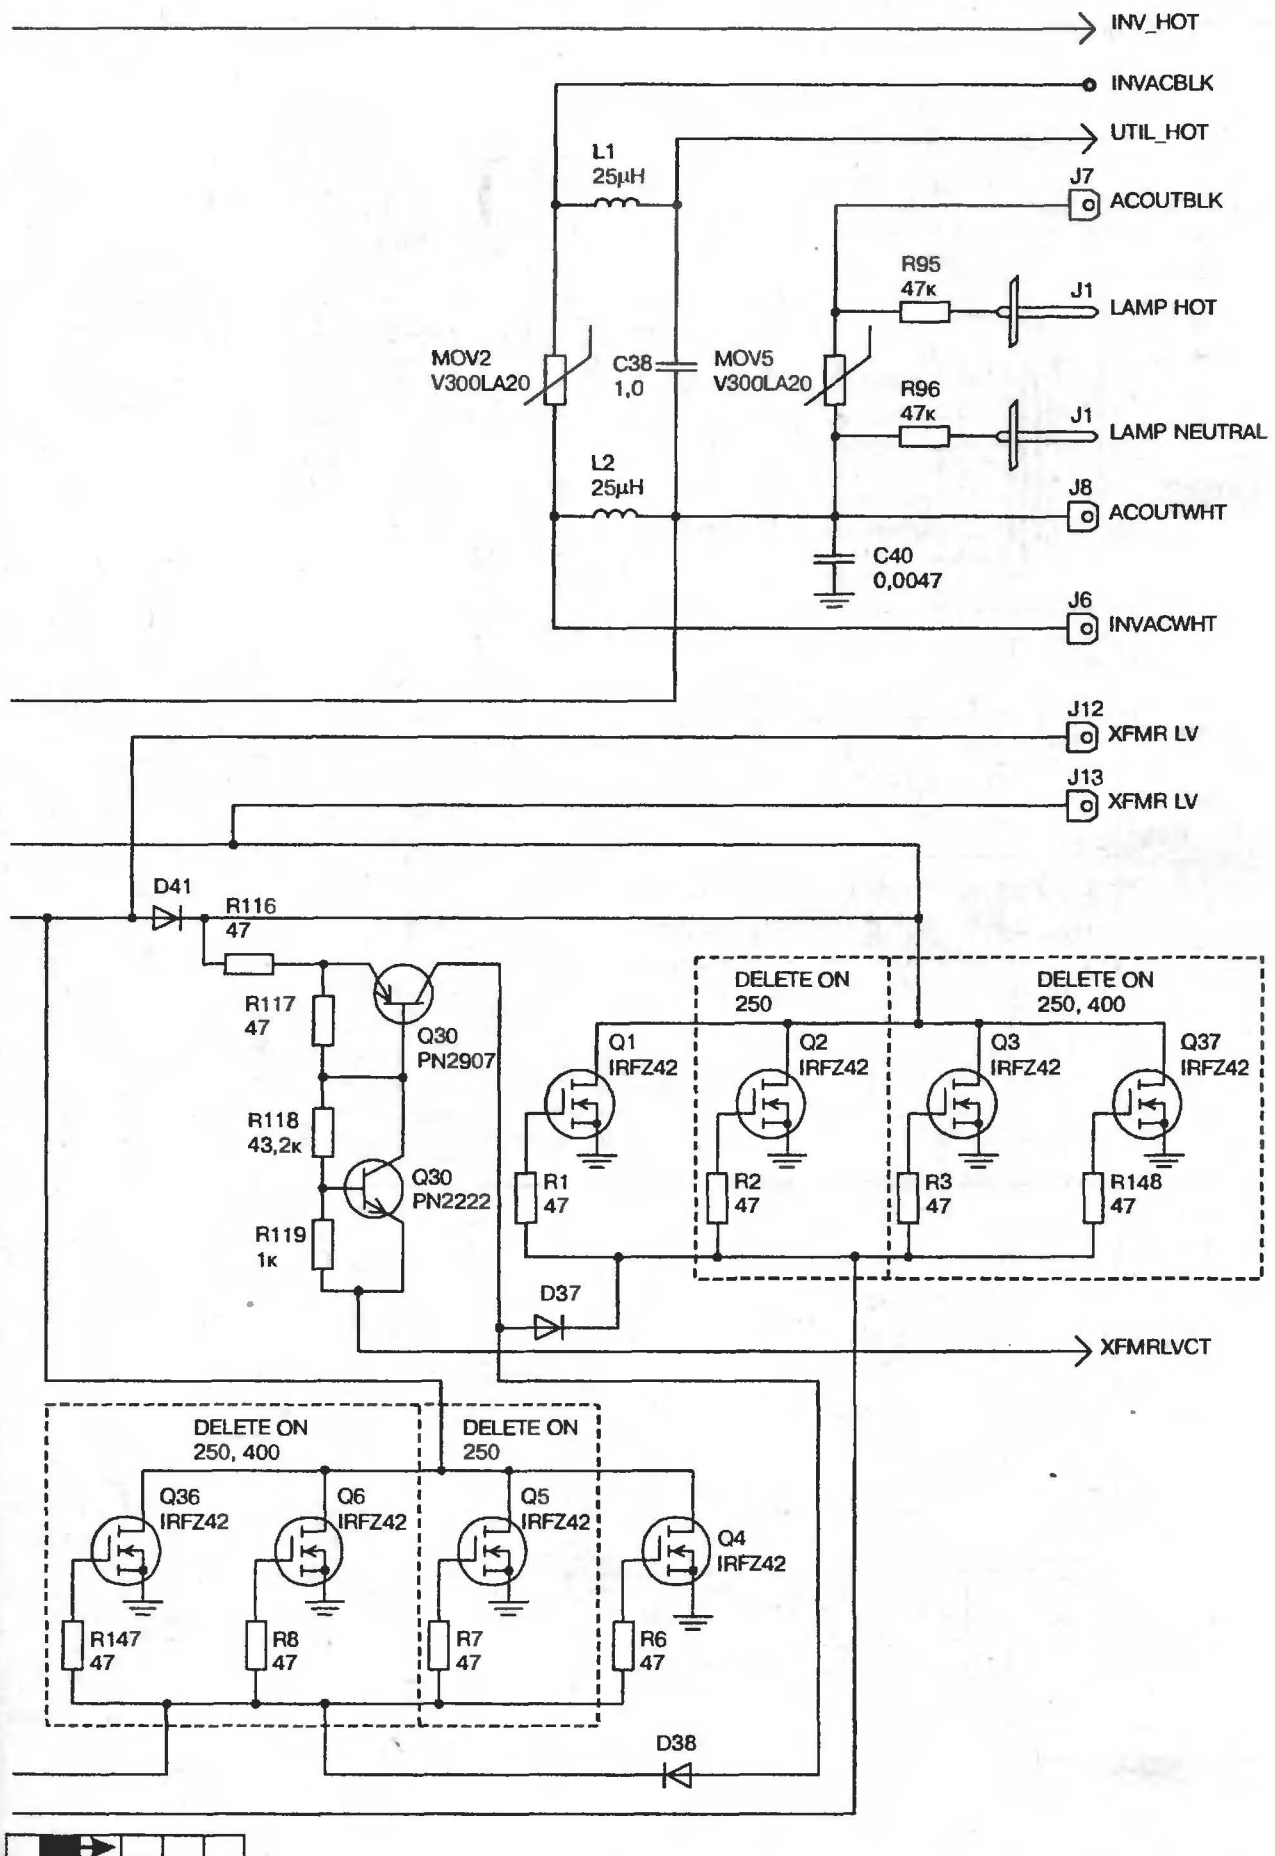 INV_HOT
INVACBLK
UTIL_HOT
L1
25µH
J7
ACOUTBLK
R95
47к
J1
LAMP HOT
MOV2
V300LA20
C38
1,0
MOV5
V300LA20
R96
47к
J1
LAMP NEUTRAL
L2
25µH
J8
ACOUTWHT
C40
0,0047
J6
INVACWHT
J12
XFMR LV
J13
XFMR LV
D41
R116
47
DELETE ON
250
DELETE ON
250, 400
R117
47
Q30
PN2907
Q1
IRFZ42
Q2
IRFZ42
Q3
IRFZ42
Q37
IRFZ42
R118
43,2к
Q30
PN2222
R1
47
R2
47
R3
47
R148
47
R119
1к
D37
XFMRLVCT
DELETE ON
250, 400
DELETE ON
250
Q36
IRFZ42
Q6
IRFZ42
Q5
IRFZ42
Q4
IRFZ42
R147
47
R8
47
R7
47
R6
47
D38